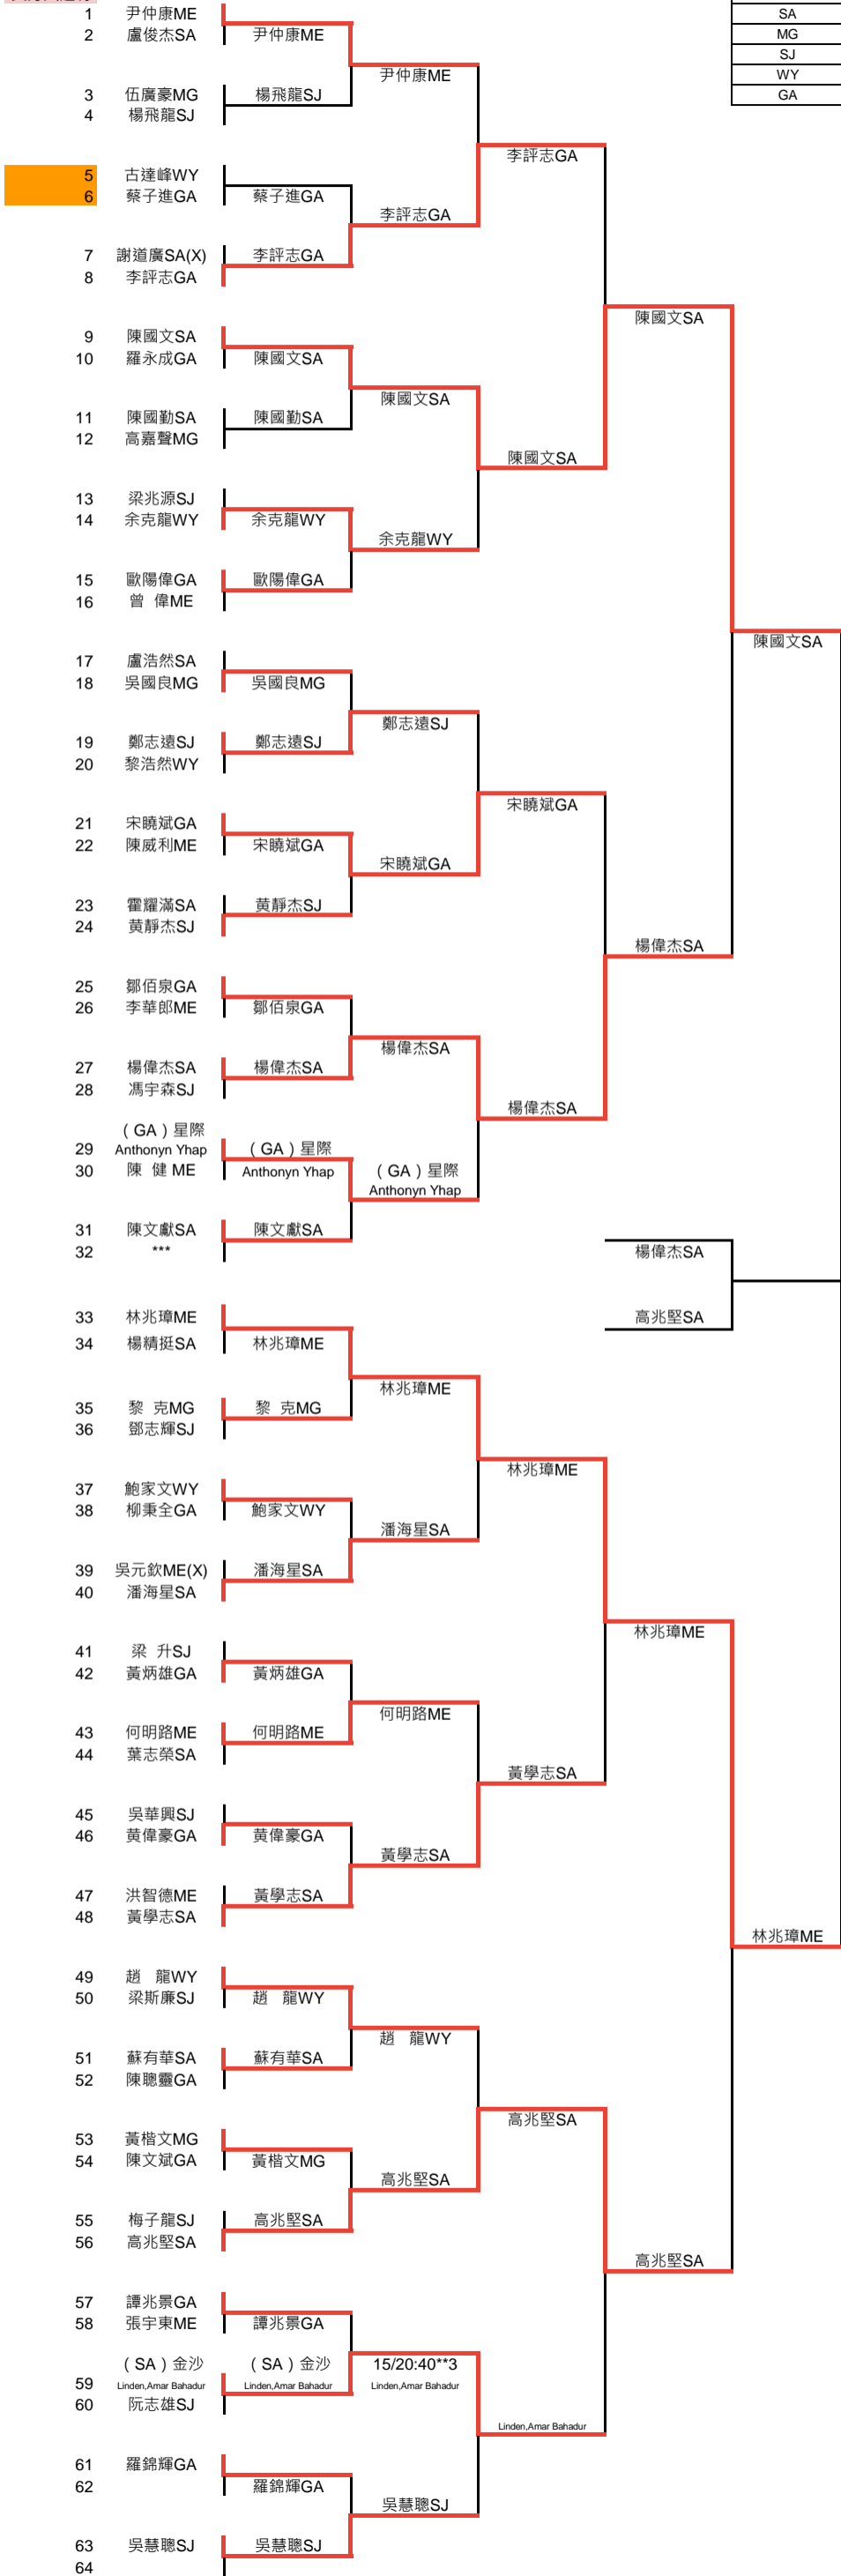 SA
MG
SJ
WY
GA
1 尹仲康ME
2 盧俊杰SA 尹仲康ME
尹仲康ME
3 伍廣豪MG 楊飛龍SJ
4 楊飛龍SJ
李評志GA
5 古達峰WY
6 蔡子進GA 蔡子進GA
李評志GA
7 謝道廣SA(X) 李評志GA
8 李評志GA
陳國文SA
9 陳國文SA
10 羅永成GA 陳國文SA
陳國文SA
11 陳國勤SA 陳國勤SA
12 高嘉聲MG
陳國文SA
13 梁兆源SJ
14 余克龍WY 余克龍WY
余克龍WY
15 歐陽偉GA 歐陽偉GA
16 曾 偉ME
陳國文SA
17 盧浩然SA
18 吳國良MG 吳國良MG
鄭志遠SJ
19 鄭志遠SJ 鄭志遠SJ
20 黎浩然WY
宋曉斌GA
21 宋曉斌GA
22 陳威利ME 宋曉斌GA
宋曉斌GA
23 霍耀滿SA 黄靜杰SJ
24 黄靜杰SJ
楊偉杰SA
25 鄒佰泉GA
26 李華郎ME 鄒佰泉GA
楊偉杰SA
27 楊偉杰SA 楊偉杰SA
28 馮宇森SJ
楊偉杰SA
(GA)星際
29 Anthonyn Yhap (GA)星際
30 陳 健 ME Anthonyn Yhap (GA)星際
Anthonyn Yhap
31 陳文獻SA 陳文獻SA
32 ***
楊偉杰SA
33 林兆璋ME 高兆堅SA
34 楊精挺SA 林兆璋ME
林兆璋ME
35 黎 克MG 黎 克MG
36 鄧志輝SJ
林兆璋ME
37 鮑家文WY
38 柳秉全GA 鮑家文WY
潘海星SA
39 吳元欽ME(X) 潘海星SA
40 潘海星SA
林兆璋ME
41 梁 升SJ
42 黃炳雄GA 黃炳雄GA
何明路ME
43 何明路ME 何明路ME
44 葉志榮SA
黃學志SA
45 吳華興SJ
46 黄偉豪GA 黄偉豪GA
黃學志SA
47 洪智德ME 黃學志SA
48 黃學志SA
林兆璋ME
49 趙 龍WY
50 梁斯廉SJ 趙 龍WY
趙 龍WY
51 蘇有華SA 蘇有華SA
52 陳聰靈GA
高兆堅SA
53 黃楷文MG
54 陳文斌GA 黃楷文MG
高兆堅SA
55 梅子龍SJ 高兆堅SA
56 高兆堅SA
高兆堅SA
57 譚兆景GA
58 張宇東ME 譚兆景GA
(SA)金沙 (SA)金沙 15/20:40**3
59 Linden,Amar Bahadur Linden,Amar Bahadur Linden,Amar Bahadur
60 阮志雄SJ
Linden,Amar Bahadur
61 羅錦輝GA
62 羅錦輝GA
吳慧聰SJ
63 吳慧聰SJ 吳慧聰SJ
64